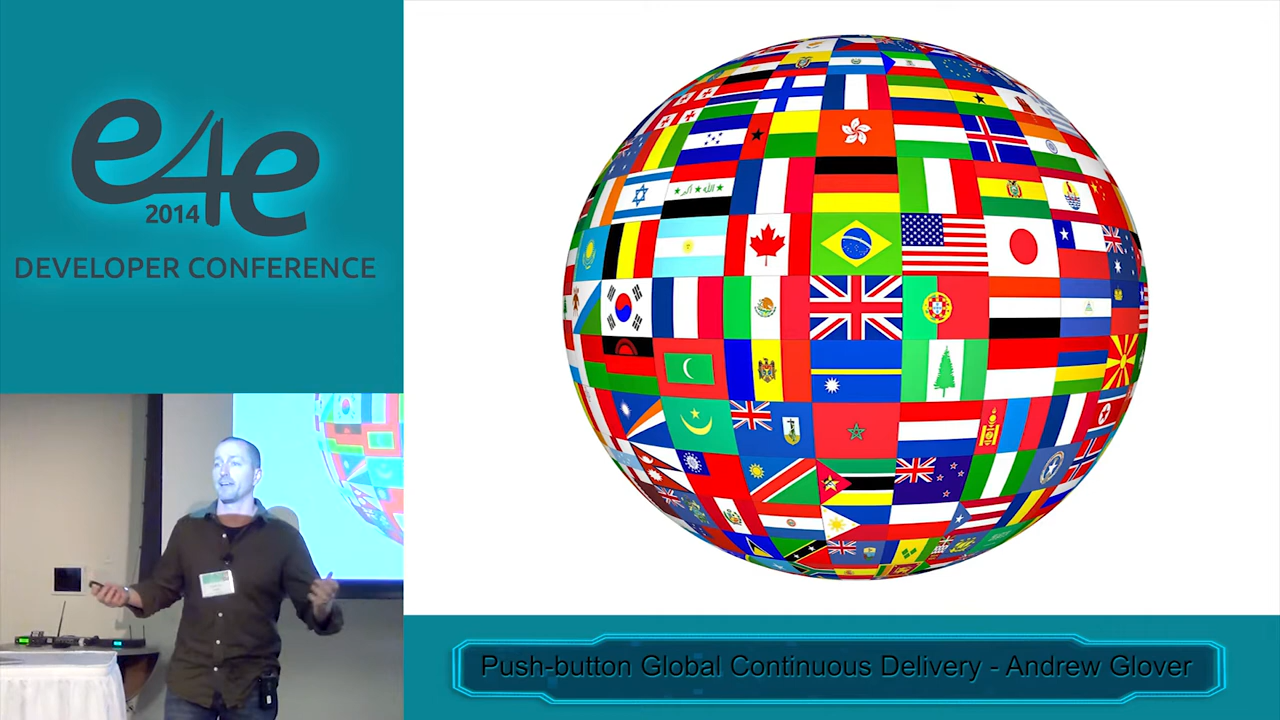 e4e
2014
DEVELOPER CONFERENCE
Push-button Global Continuous Delivery - Andrew Glover